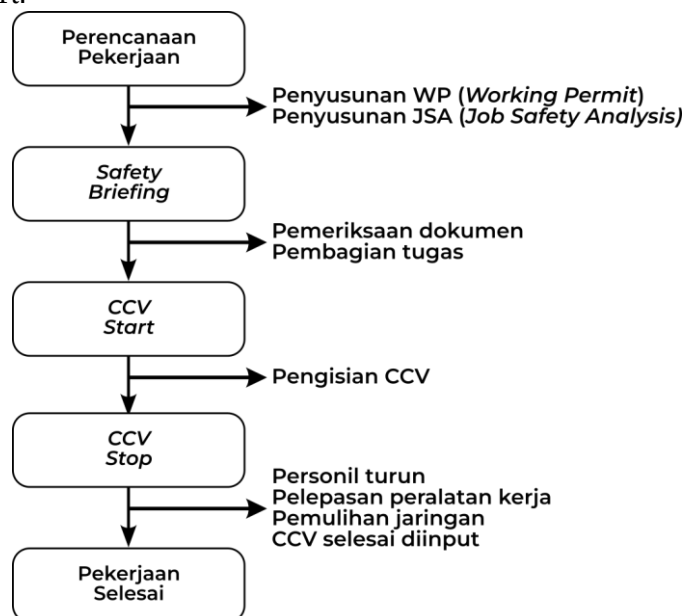 Perencanaan
Pekerjaan
Penyusunan WP (Working Permit)
Penyusunan JSA (Job Safety Analysis)
Safety
Briefing
Pemeriksaan dokumen
Pembagian tugas
CCV
Start
Pengisian CCV
CCV
Stop
Personil turun
Pelepasan peralatan kerja
Pemulihan jaringan
CCV selesai diinput
Pekerjaan
Selesai